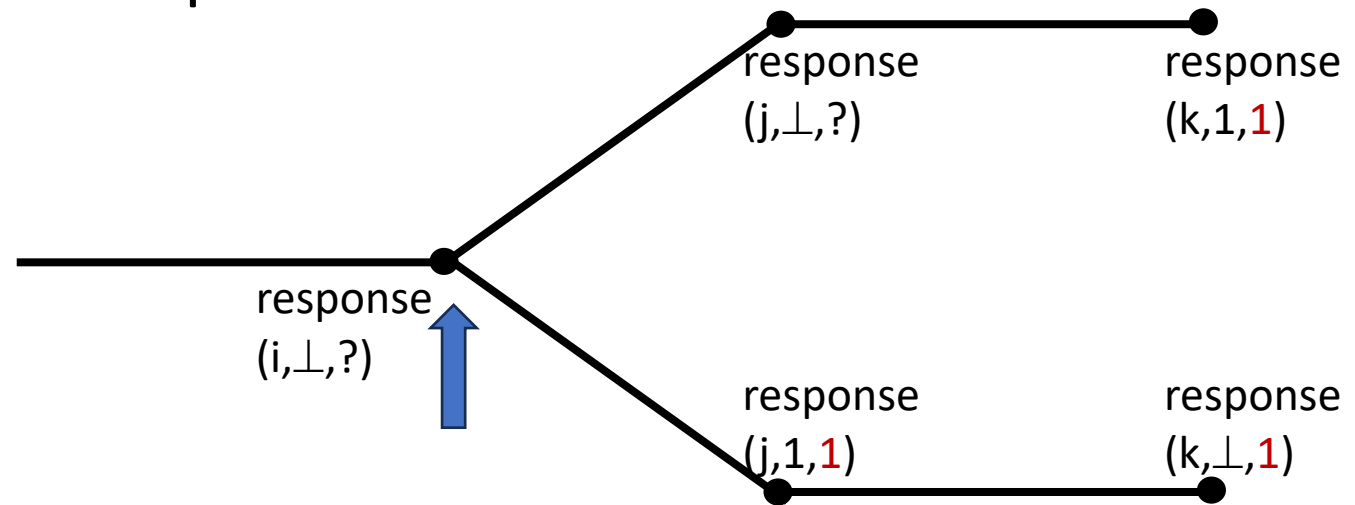 response
(j,⊥,?)
response
(k,1,1)
response
(i,⊥,?)
response
(j,1,1)
response
(k,⊥,1)